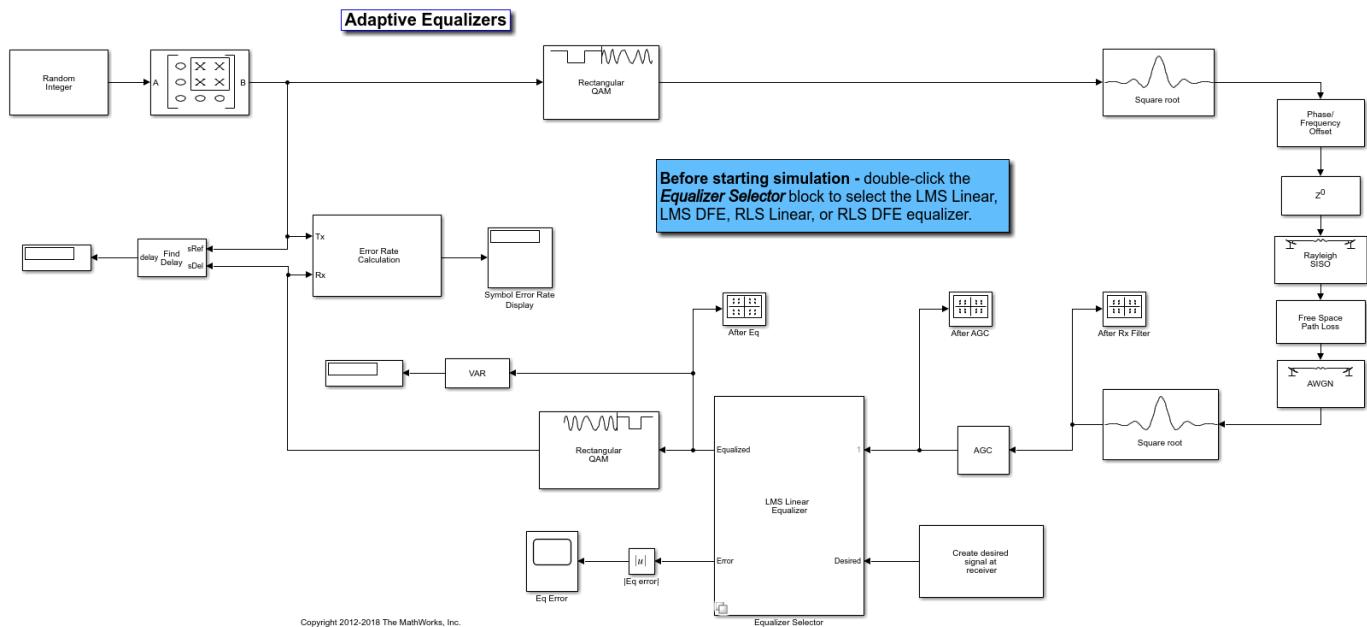 Adaptive Equalizers
Random
Integer
A
B
Rectangular
QAM
Square root
Phase/
Frequency
Offset
Z0
Rayleigh
SISO
Free Space
Path Loss
AWGN
Before starting simulation - double-click the
Equalizer Selector block to select the LMS Linear,
LMS DFE, RLS Linear, or RLS DFE equalizer.
delay
Find
Delay
sRef
sDel
Tx
Rx
Error Rate
Calculation
Symbol Error Rate
Display
After Eq
After AGC
After Rx Filter
VAR
Rectangular
QAM
Equalized
1
LMS Linear
Equalizer
Error
Desired
AGC
Square root
Create desired
signal at
receiver
|u|
|Eq error|
Eq Error
Equalizer Selector
Copyright 2012-2018 The MathWorks, Inc.